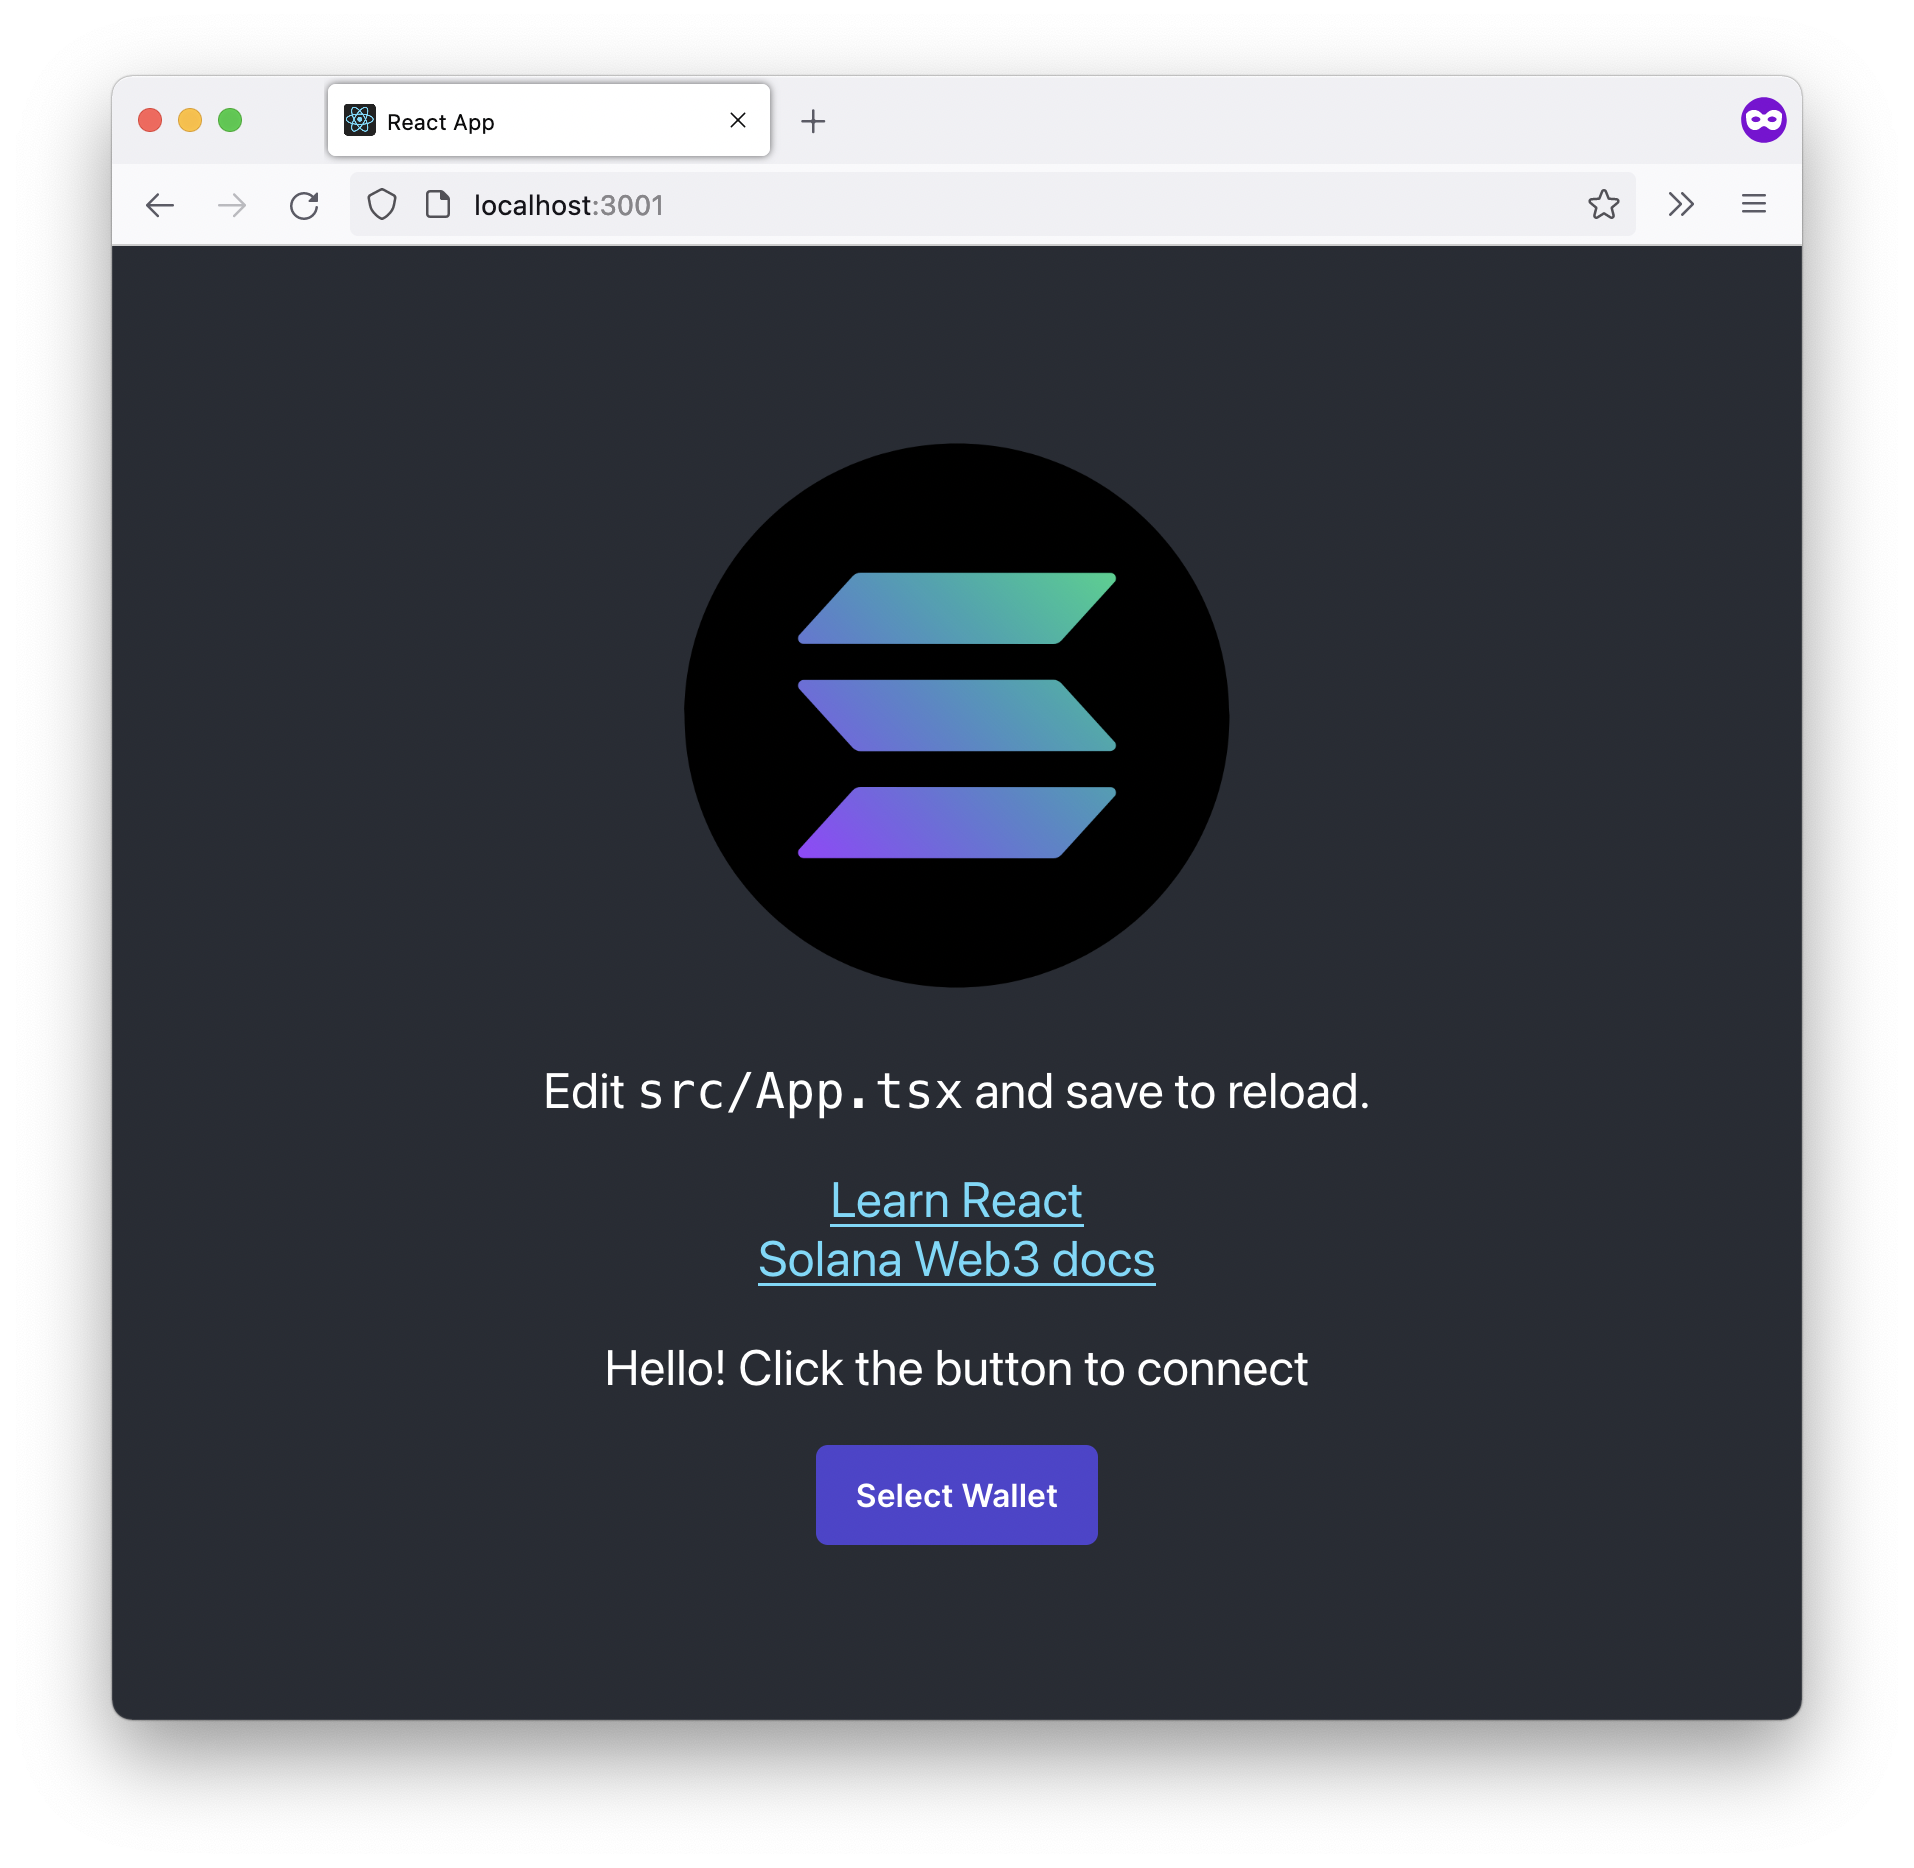 React App
localhost:3001
Edit src/App.tsx and save to reload.
Learn React
Solana Web3 docs
Hello! Click the button to connect
Select Wallet